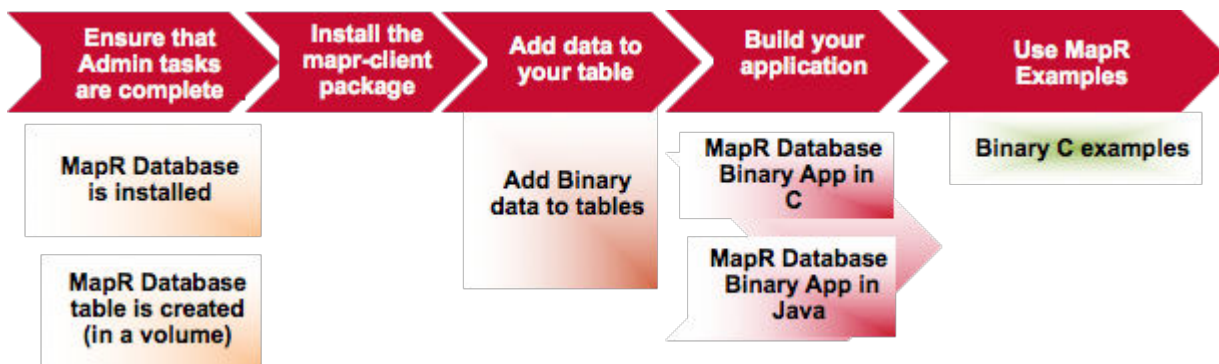 Ensure that
Admin tasks
are complete
Install the
mapr-client
package
Add data to
your table
Build your
application
Use MapR
Examples
MapR Database
is installed
MapR Database
table is created
(in a volume)
Add Binary
data to tables
MapR Database
Binary App in
C
MapR Database
Binary App in
Java
Binary C examples